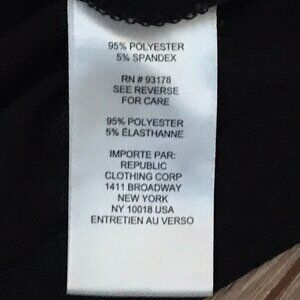 95% POLYESTER
5% SPANDEX
RN # 93178
SEE REVERSE
FOR CARE
95% POLYESTER
5% ÉLASTHANNE
IMPORTE PAR:
REPUBLIC
CLOTHING CORP
1411 BROADWAY
NEW YORK
NY 10018 USA
ENTRETIEN AU VERSO